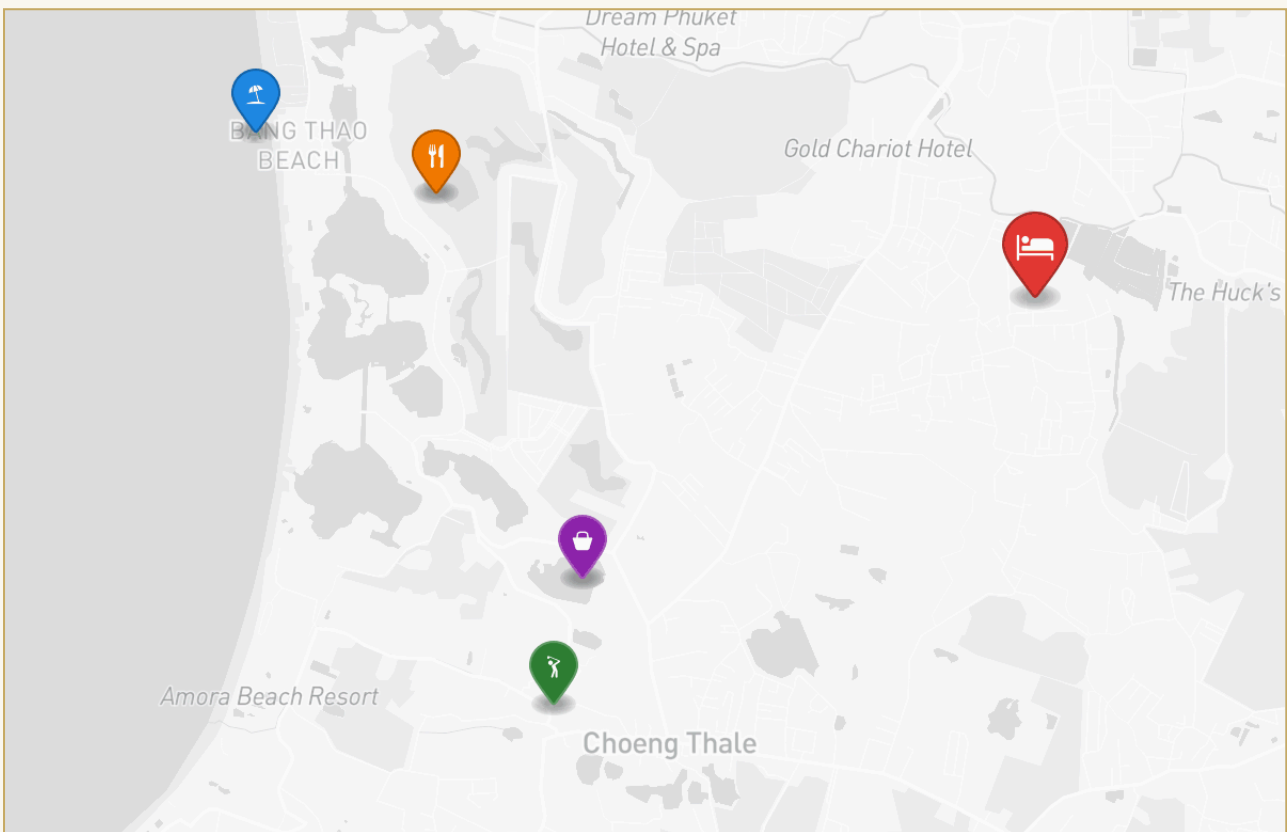 Dream Phuket
Hotel & Spa
BANG THAO
BEACH
Gold Chariot Hotel
The Huck's
Amora Beach Resort
Choeng Thale